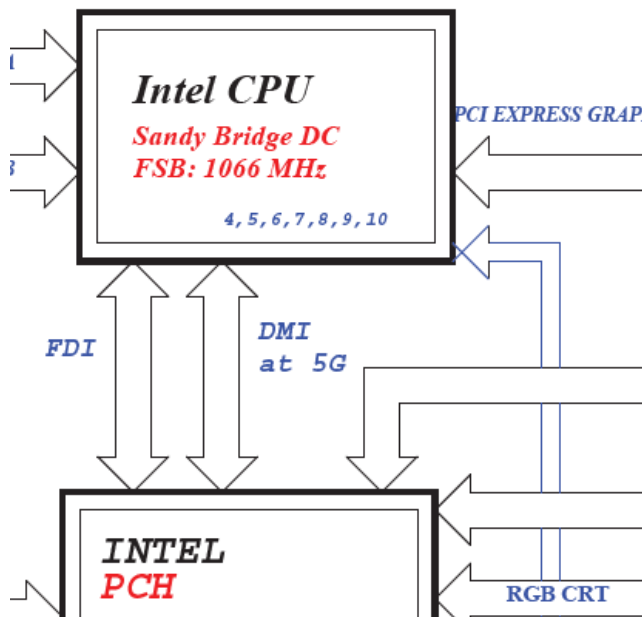 Intel CPU
Sandy Bridge DC
FSB: 1066 MHz
4,5,6,7,8,9,10
PCI EXPRESS
FDI
DMI
at 5G
INTEL
PCH
RGB CRT